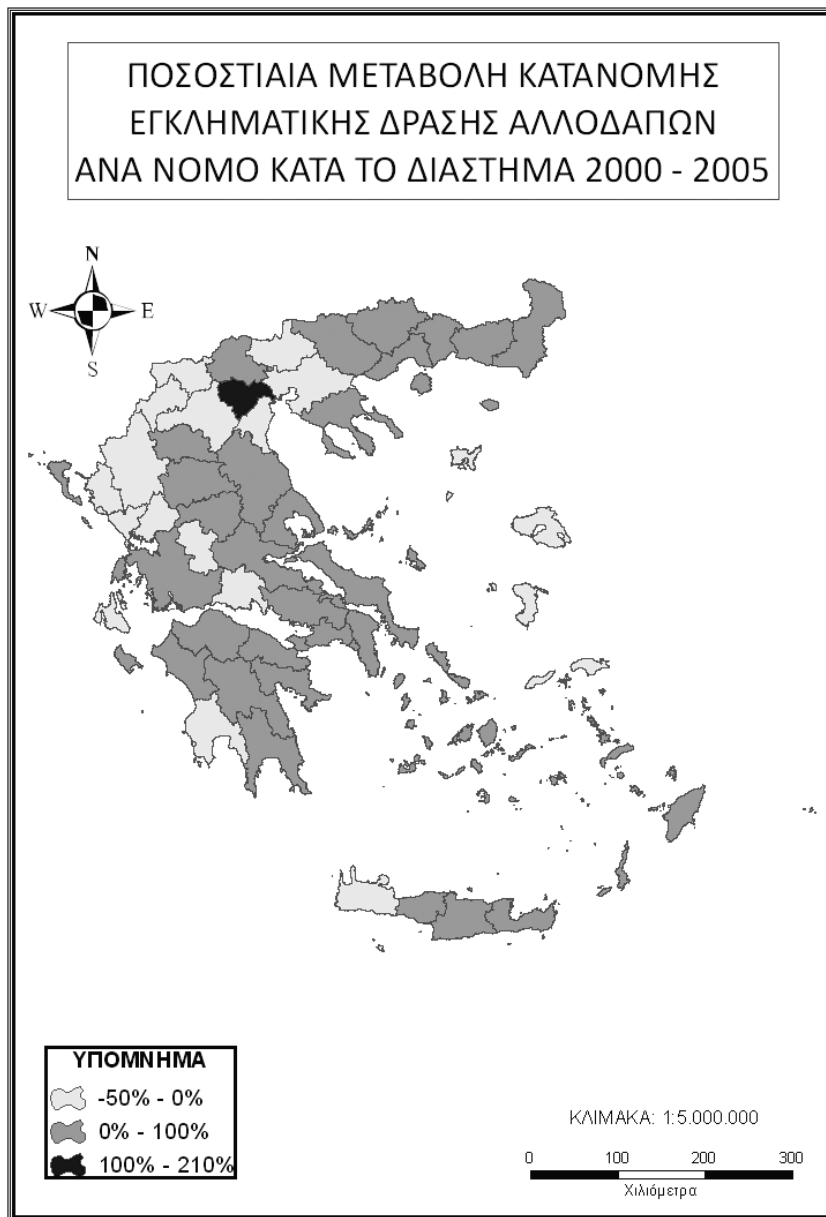 ΠΟΣΟΣΤΙΑΙΑ ΜΕΤΑΒΟΛΗ ΚΑΤΑΝΟΜΗΣ
ΕΓΚΛΗΜΑΤΙΚΗΣ ΔΡΑΣΗΣ ΑΛΛΟΔΑΠΩΝ
ΑΝΑ ΝΟΜΟ ΚΑΤΑ ΤΟ ΔΙΑΣΤΗΜΑ 2000 - 2005
N
W E
S
ΥΠΟΜΝΗΜΑ
-50% - 0%
0% - 100%
100% - 210%
ΚΛΙΜΑΚΑ: 1:5.000.000
0 100 200 300
Χιλιόμετρα